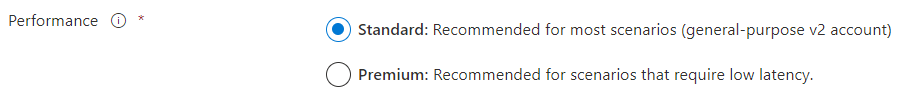 Performance ⓘ * Standard: Recommended for most scenarios (general-purpose v2 account)
Premium: Recommended for scenarios that require low latency.